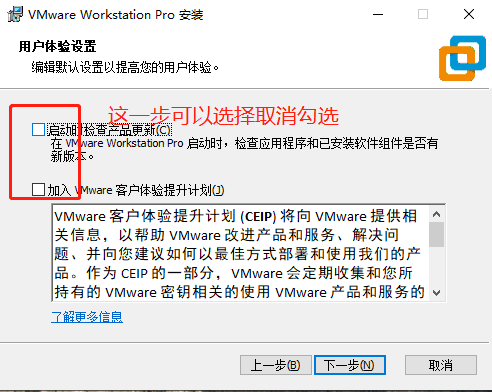 VMware Workstation Pro 安装
用户体验设置
编辑默认设置以提高您的用户体验。
这一步可以选择取消勾选
启动时检查产品更新(C)
在 VMware Workstation Pro 启动时，检查应用程序和已安装软件组件是否有
新版本。
加入 VMware 客户体验提升计划(J)
VMware 客户体验提升计划 (CEIP) 将向 VMware 提供相
关信息，以帮助 VMware 改进产品和服务、解决问
题、并向您建议如何以最佳方式部署和使用我们的产
品。作为 CEIP 的一部分，VMware 会定期收集和您所
持有的 VMware 密钥相关的使用 VMware 产品和服务的
了解更多信息
上一步(B)
下一步(N)
取消